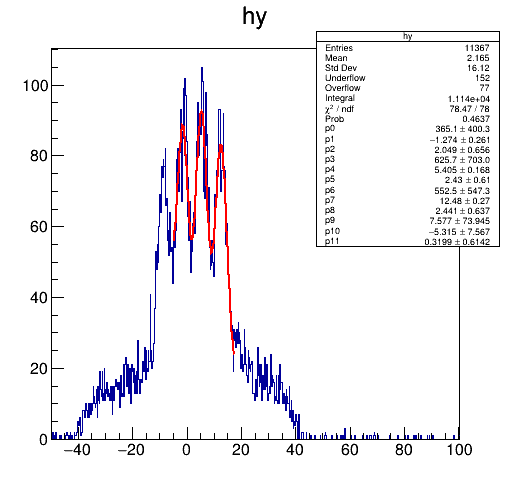 hy
hy
Entries 11367
Mean 2.165
Std Dev 16.12
Underflow 152
Overflow 77
Integral 1.114e+04
χ² / ndf 78.47 / 78
Prob 0.4637
p0 365.1 ± 400.3
p1 −1.274 ± 0.261
p2 2.049 ± 0.656
p3 625.7 ± 703.0
p4 5.405 ± 0.168
p5 2.43 ± 0.61
p6 552.5 ± 547.3
p7 12.48 ± 0.27
p8 2.441 ± 0.637
p9 7.577 ± 73.945
p10 −5.315 ± 7.567
p11 0.3199 ± 0.6142
100
80
60
40
20
0
−40 −20 0 20 40 60 80 100